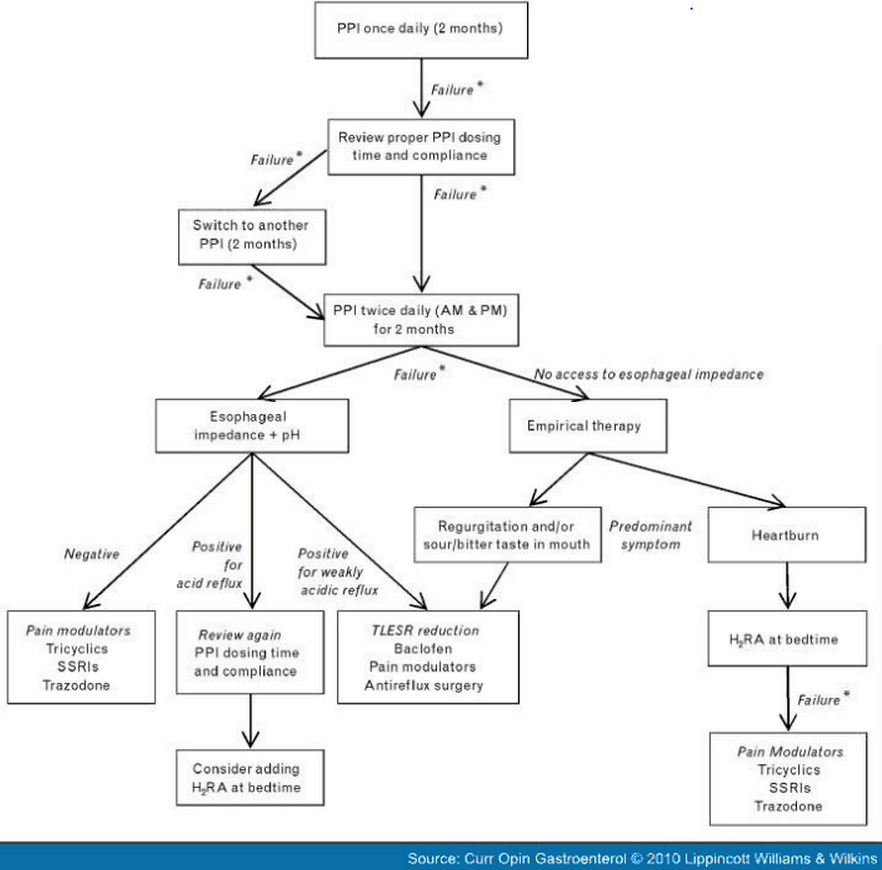 PPI once daily (2 months)
Failure *
Review proper PPI dosing
time and compliance
Failure *
Failure *
Switch to another
PPI (2 months)
Failure *
PPI twice daily (AM & PM)
for 2 months
Failure *
No access to esophageal impedance
Esophageal
impedance + pH
Empirical therapy
Negative
Positive
for
acid reflux
Positive
for weakly
acidic reflux
Regurgitation and/or
sour/bitter taste in mouth
Predominant
symptom
Heartburn
Pain modulators
Tricyclics
SSRIs
Trazodone
Review again
PPI dosing time
and compliance
TLESR reduction
Baclofen
Pain modulators
Antireflux surgery
H₂RA at bedtime
Failure *
Consider adding
H₂RA at bedtime
Pain Modulators
Tricyclics
SSRIs
Trazodone
Source: Curr Opin Gastroenterol © 2010 Lippincott Williams & Wilkins